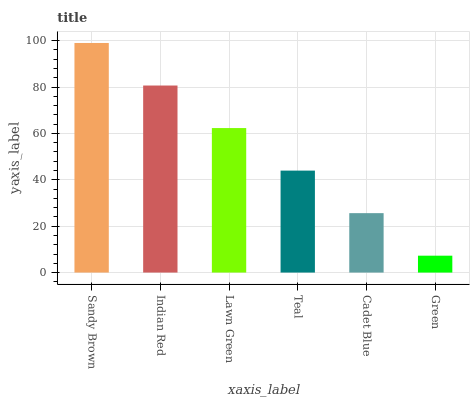 title
yaxis_label
100
80
60
40
20
0
Sandy Brown
Indian Red
Lawn Green
Teal
Cadet Blue
Green
xaxis_label